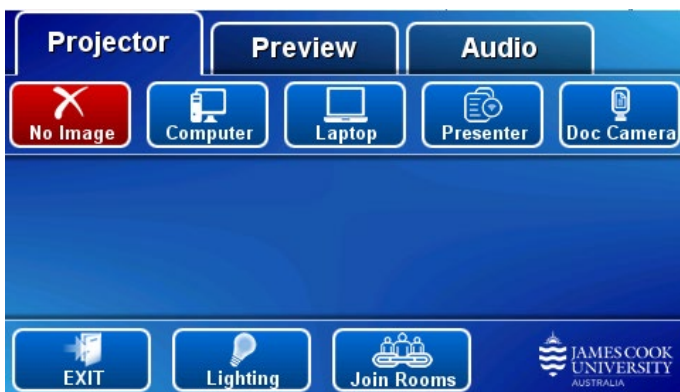 Projector
Preview
Audio
No Image
Computer
Laptop
Presenter
Doc Camera
EXIT
Lighting
Join Rooms
JAMES COOK
UNIVERSITY
AUSTRALIA